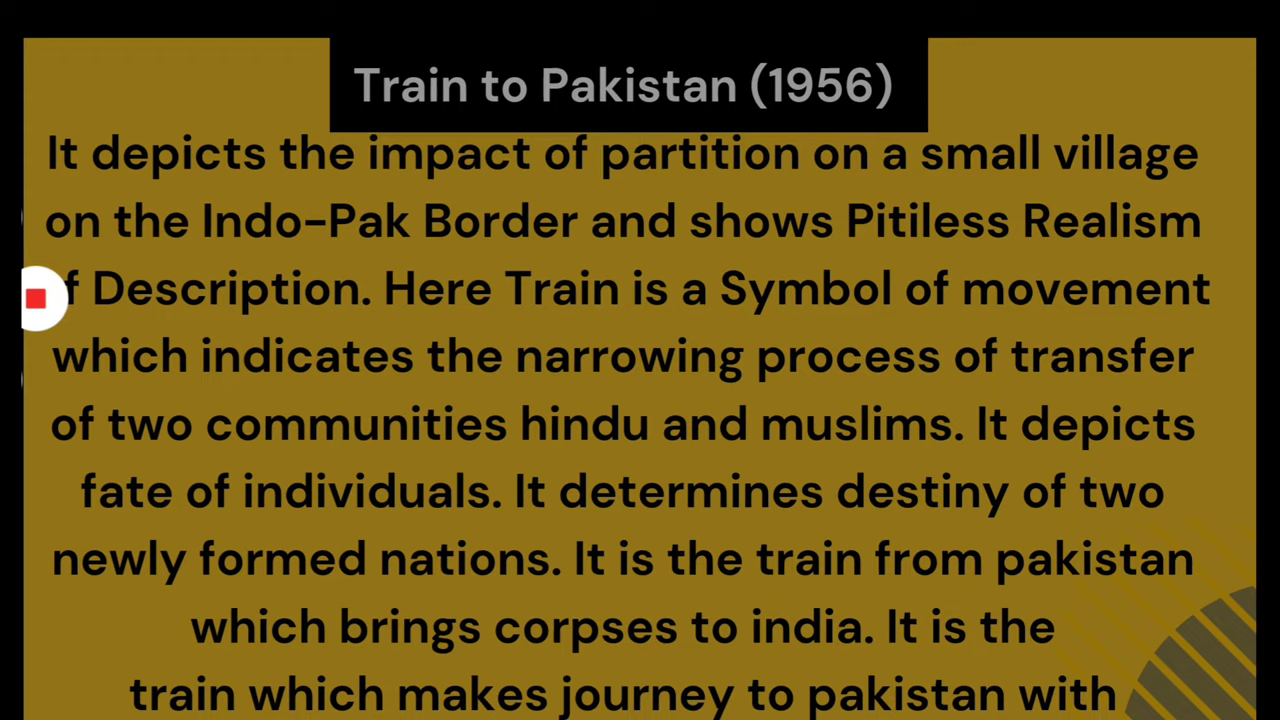 Train to Pakistan (1956)
It depicts the impact of partition on a small village
on the Indo-Pak Border and shows Pitiless Realism
f Description. Here Train is a Symbol of movement
which indicates the narrowing process of transfer
of two communities hindu and muslims. It depicts
fate of individuals. It determines destiny of two
newly formed nations. It is the train from pakistan
which brings corpses to india. It is the
train which makes journey to pakistan with